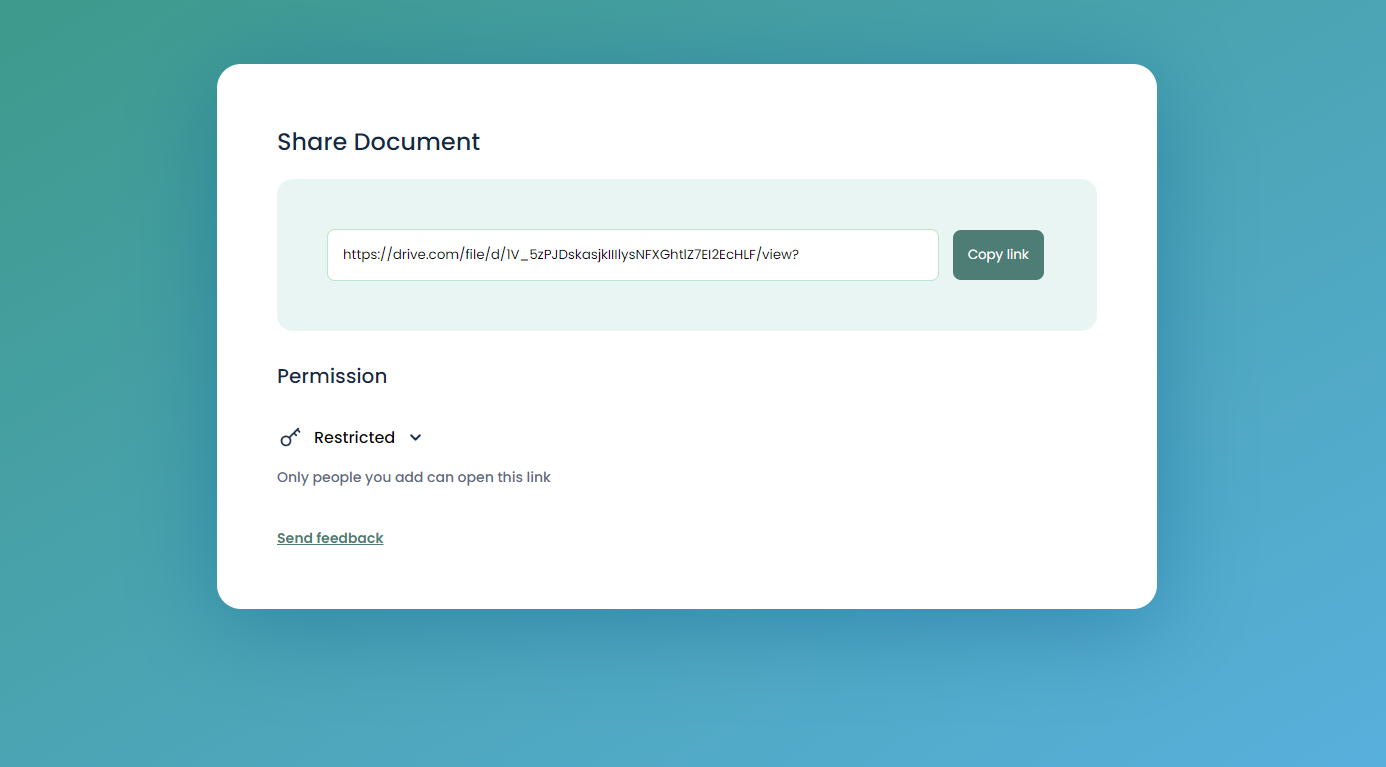 Share Document
https://drive.com/file/d/1V_5zPJDskasjkIIIlysNFXGhtlZ7EI2EcHLF/view?
Copy link
Permission
Restricted
Only people you add can open this link
Send feedback